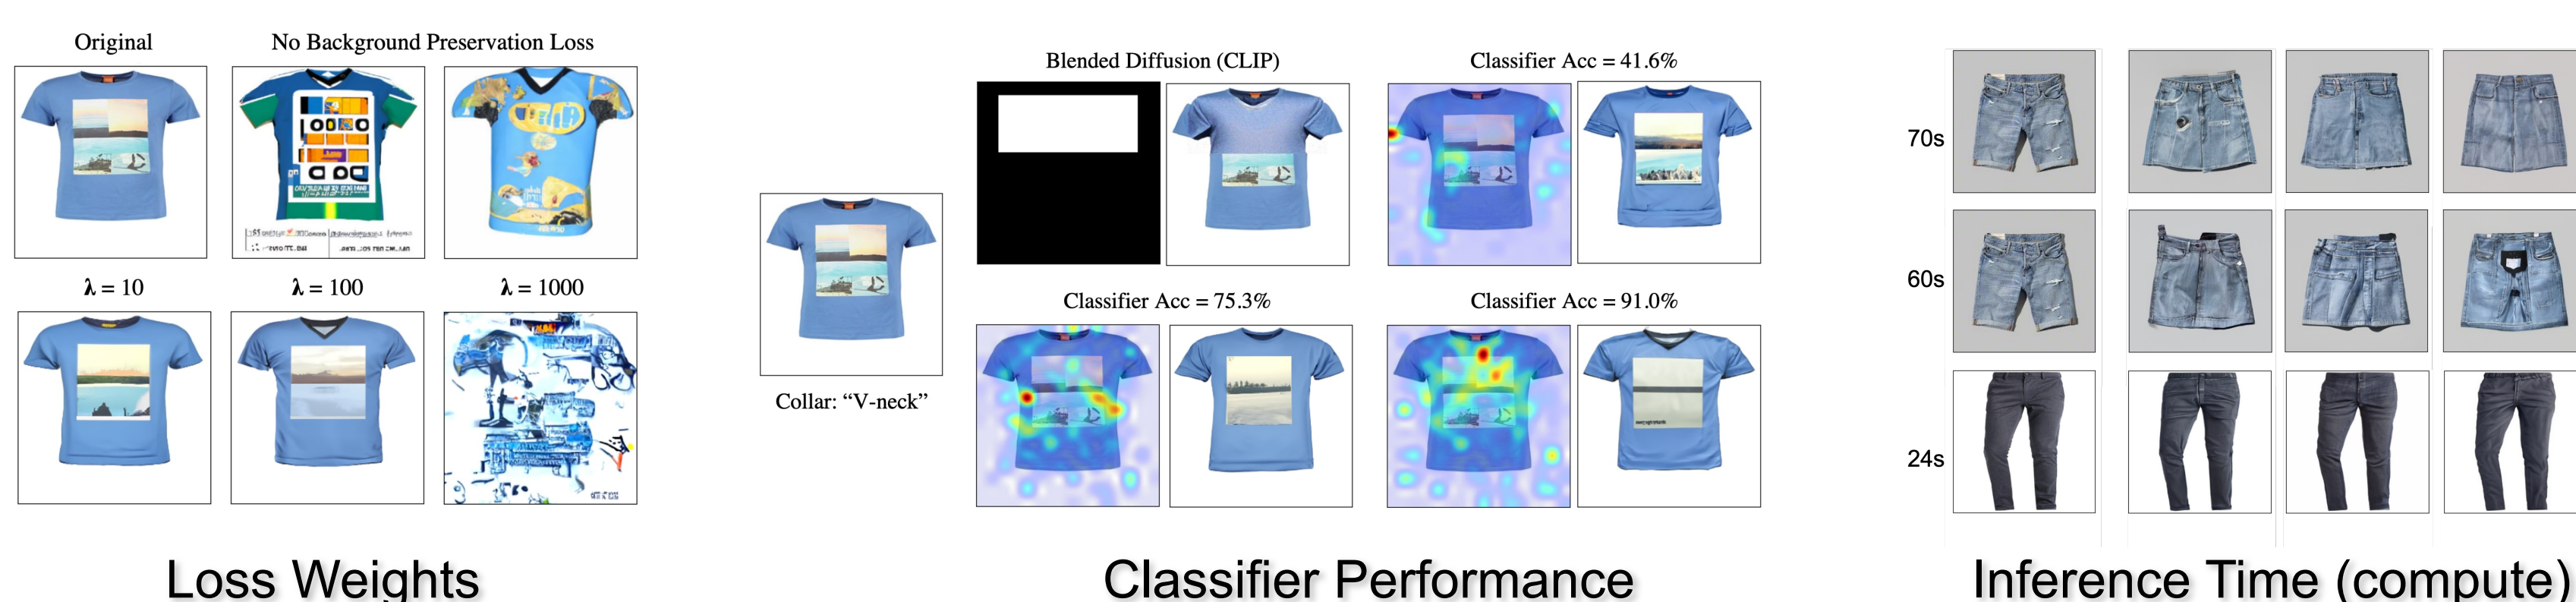 Original
No Background Preservation Loss
λ = 10
λ = 100
λ = 1000
Loss Weights
Blended Diffusion (CLIP)
Classifier Acc = 41.6%
Classifier Acc = 75.3%
Classifier Acc = 91.0%
Collar: “V-neck”
Classifier Performance
70s
60s
24s
Inference Time (compute)